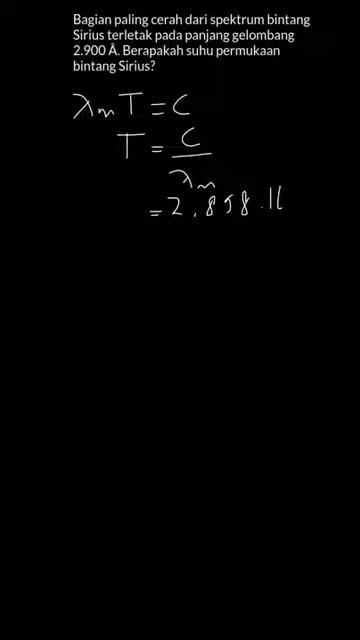 Bagian paling cerah dari spektrum bintang
Sirius terletak pada panjang gelombang
2.900 Å. Berapakah suhu permukaan
bintang Sirius?
λm T = C
T = C
λm
= 2.898.1